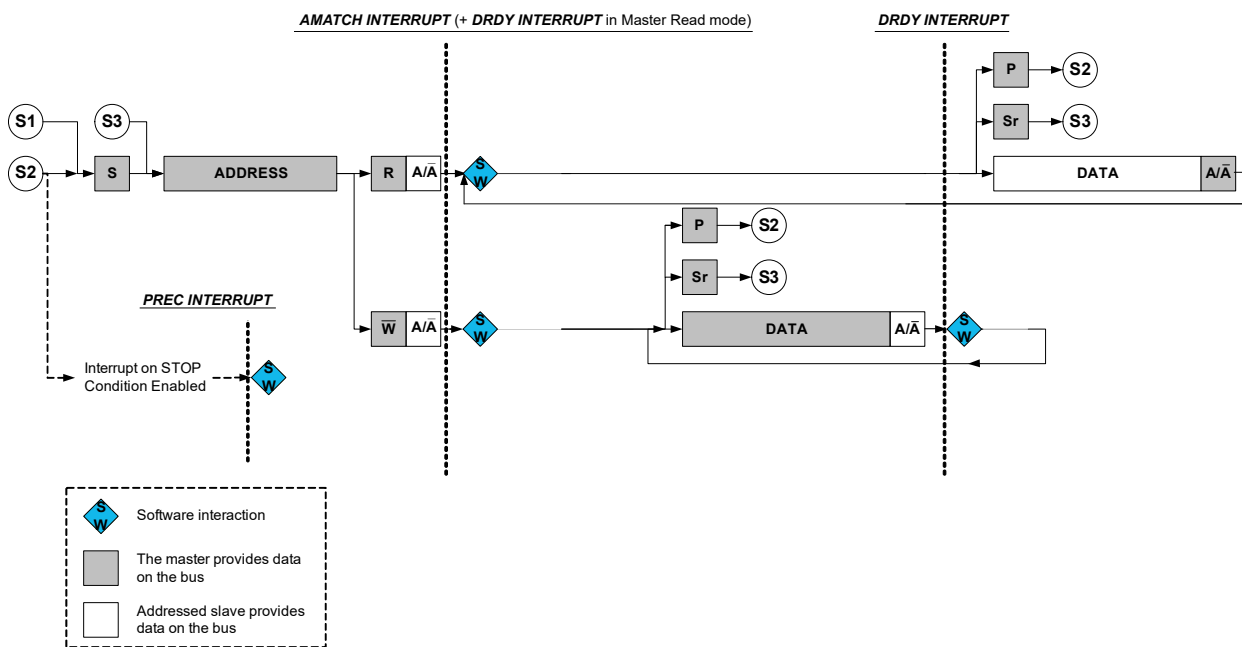 AMATCH INTERRUPT (+ DRDY INTERRUPT in Master Read mode)
DRDY INTERRUPT
P
S2
S1
S3
Sr
S3
S2
S
ADDRESS
R
A/A̅
S
W
DATA
A/A̅
P
S2
Sr
S3
PREC INTERRUPT
W̅
A/A̅
S
W
DATA
A/A̅
S
W
Interrupt on STOP
Condition Enabled
S
W
S
W
Software interaction
The master provides data
on the bus
Addressed slave provides
data on the bus